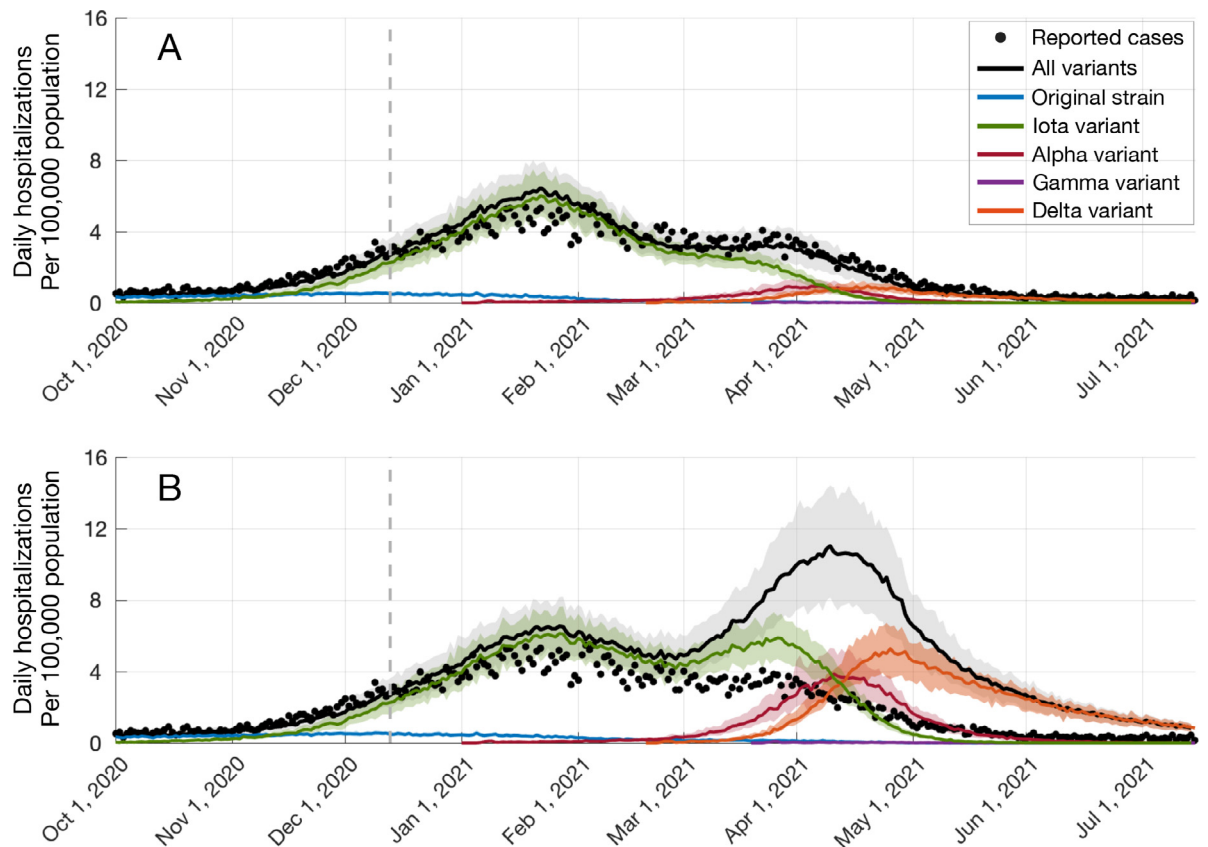 A
16
12
8
4
0
Daily hospitalizations
Per 100,000 population
Reported cases
All variants
Original strain
Iota variant
Alpha variant
Gamma variant
Delta variant
Oct 1, 2020
Nov 1, 2020
Dec 1, 2020
Jan 1, 2021
Feb 1, 2021
Mar 1, 2021
Apr 1, 2021
May 1, 2021
Jun 1, 2021
Jul 1, 2021
B
16
12
8
4
0
Daily hospitalizations
Per 100,000 population
Oct 1, 2020
Nov 1, 2020
Dec 1, 2020
Jan 1, 2021
Feb 1, 2021
Mar 1, 2021
Apr 1, 2021
May 1, 2021
Jun 1, 2021
Jul 1, 2021